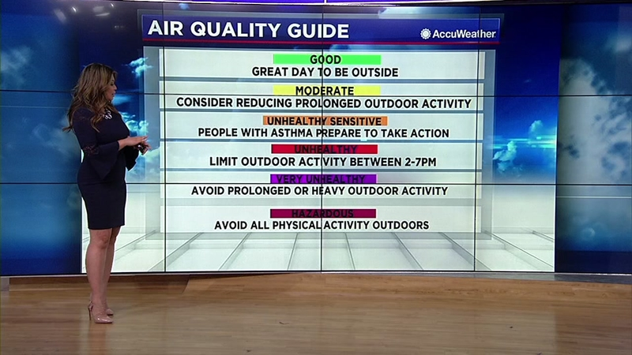 AIR QUALITY GUIDE
AccuWeather
GOOD
GREAT DAY TO BE OUTSIDE
MODERATE
CONSIDER REDUCING PROLONGED OUTDOOR ACTIVITY
UNHEALTHY SENSITIVE
PEOPLE WITH ASTHMA PREPARE TO TAKE ACTION
UNHEALTHY
LIMIT OUTDOOR ACTIVITY BETWEEN 2-7PM
VERY UNHEALTHY
AVOID PROLONGED OR HEAVY OUTDOOR ACTIVITY
HAZARDOUS
AVOID ALL PHYSICAL ACTIVITY OUTDOORS